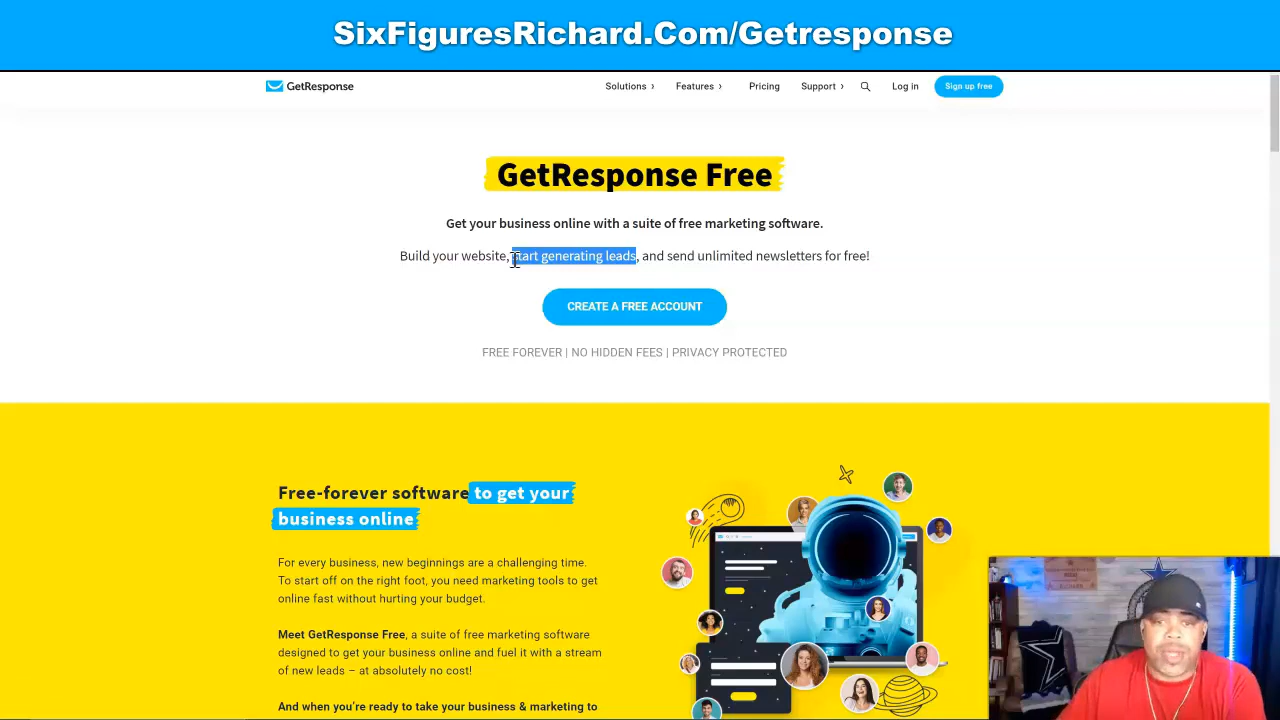 SixFiguresRichard.Com/Getresponse
GetResponse
Solutions ›
Features ›
Pricing
Support ›
Log in
Sign up free
GetResponse Free
Get your business online with a suite of free marketing software.
Build your website, start generating leads, and send unlimited newsletters for free!
CREATE A FREE ACCOUNT
FREE FOREVER | NO HIDDEN FEES | PRIVACY PROTECTED
Free-forever software to get your
business online
For every business, new beginnings are a challenging time.
To start off on the right foot, you need marketing tools to get
online fast without hurting your budget.
Meet GetResponse Free, a suite of free marketing software
designed to get your business online and fuel it with a stream
of new leads – at absolutely no cost!
And when you're ready to take your business & marketing to